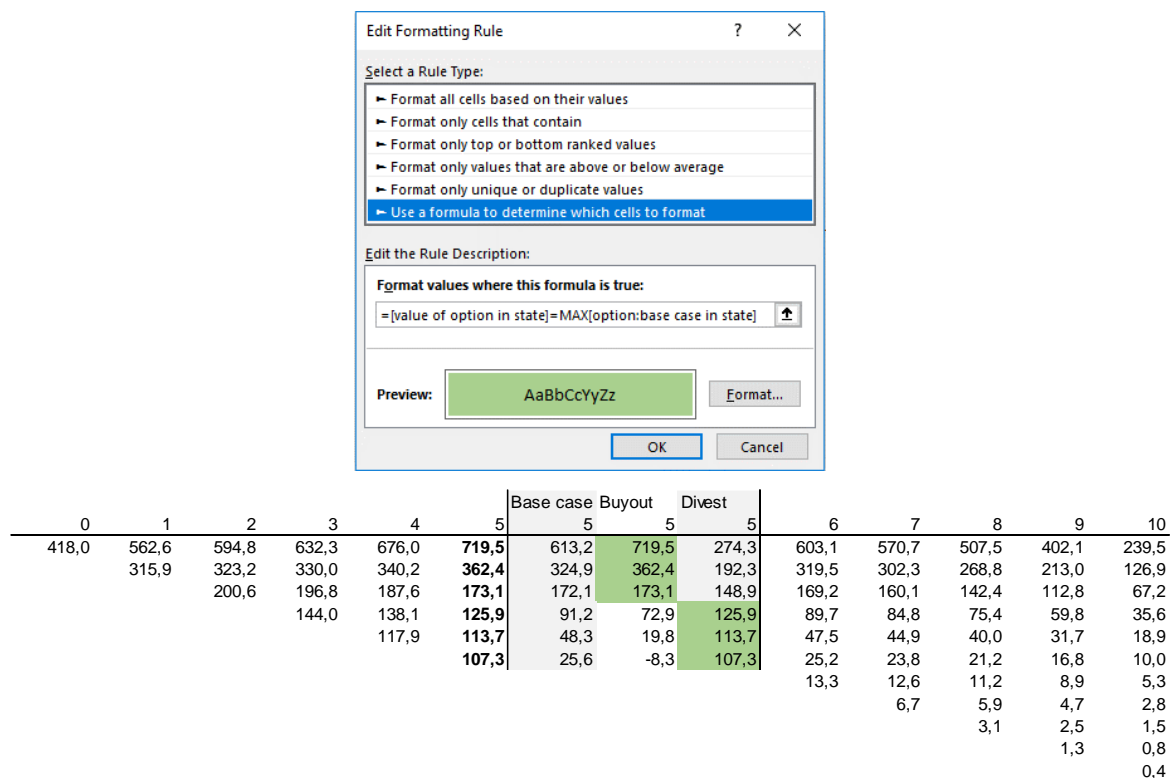 Edit Formatting Rule ? ×
Select a Rule Type:
► Format all cells based on their values
► Format only cells that contain
► Format only top or bottom ranked values
► Format only values that are above or below average
► Format only unique or duplicate values
► Use a formula to determine which cells to format
Edit the Rule Description:
Format values where this formula is true:
=[value of option in state]=MAX[option:base case in state]
Preview: AaBbCcYyZz Format...
OK Cancel
Base case Buyout Divest
0 1 2 3 4 5 5 5 5 6 7 8 9 10
418,0 562,6 594,8 632,3 676,0 719,5 613,2 719,5 274,3 603,1 570,7 507,5 402,1 239,5
315,9 323,2 330,0 340,2 362,4 324,9 362,4 192,3 319,5 302,3 268,8 213,0 126,9
200,6 196,8 187,6 173,1 172,1 173,1 148,9 169,2 160,1 142,4 112,8 67,2
144,0 138,1 125,9 91,2 72,9 125,9 89,7 84,8 75,4 59,8 35,6
117,9 113,7 48,3 19,8 113,7 47,5 44,9 40,0 31,7 18,9
107,3 25,6 -8,3 107,3 25,2 23,8 21,2 16,8 10,0
13,3 12,6 11,2 8,9 5,3
6,7 5,9 4,7 2,8
3,1 2,5 1,5
1,3 0,8
0,4